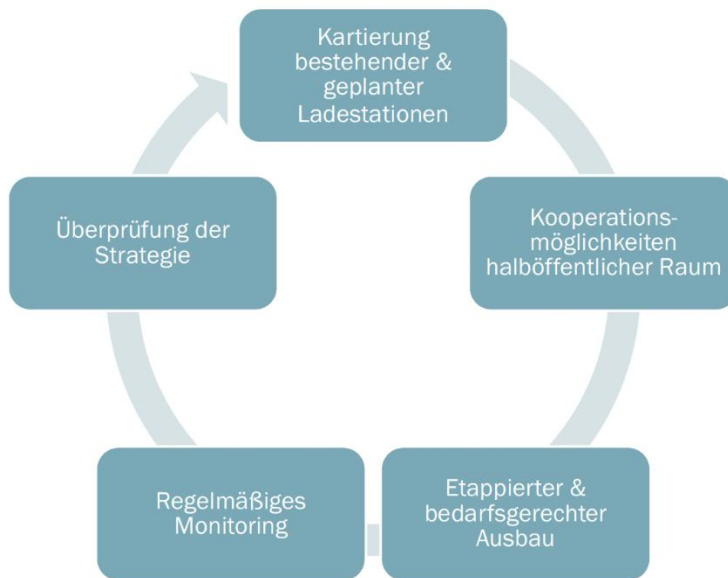 Kartierung
bestehender &
geplanter
Ladestationen
Kooperations-
möglichkeiten
halböffentlicher Raum
Etappierter &
bedarfsgerechter
Ausbau
Regelmäßiges
Monitoring
Überprüfung der
Strategie